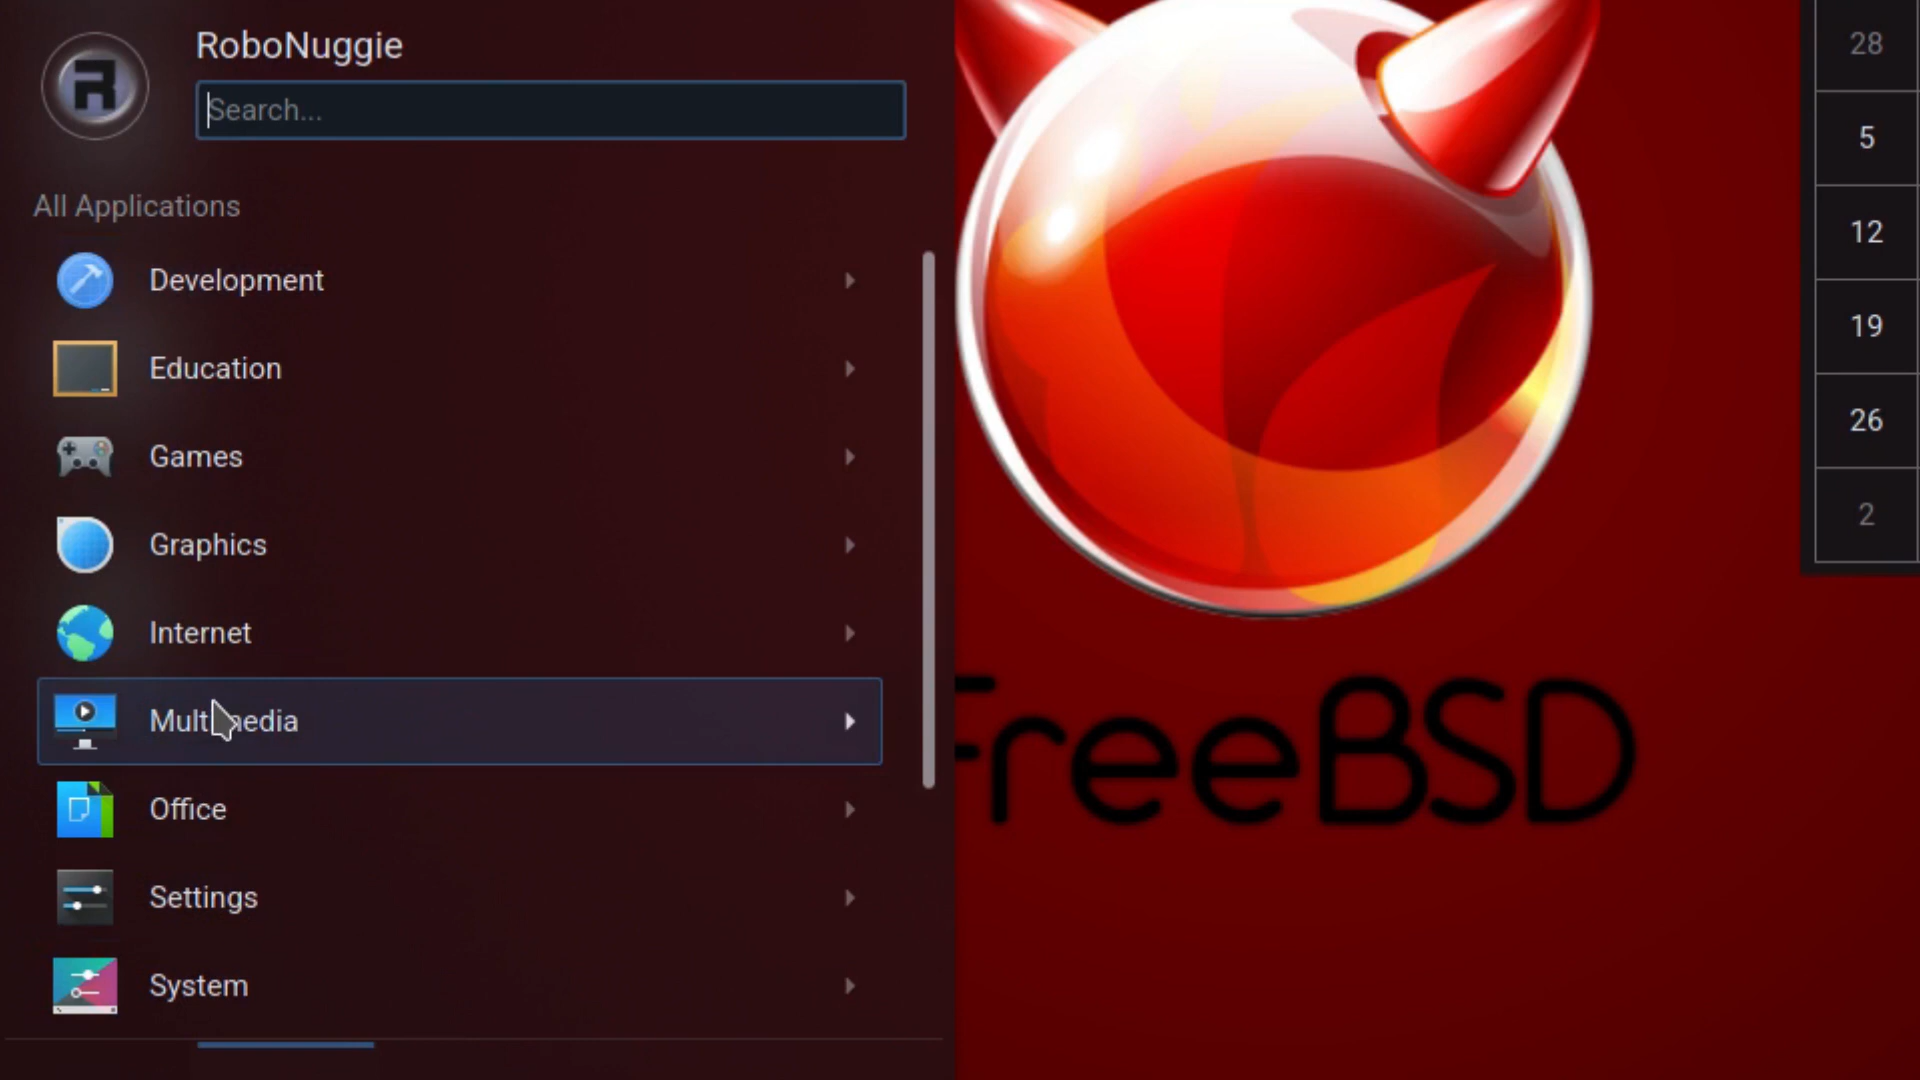 RoboNuggie
Search...
All Applications
Development
Education
Games
Graphics
Internet
Multimedia
Office
Settings
System
FreeBSD
28
5
12
19
26
2